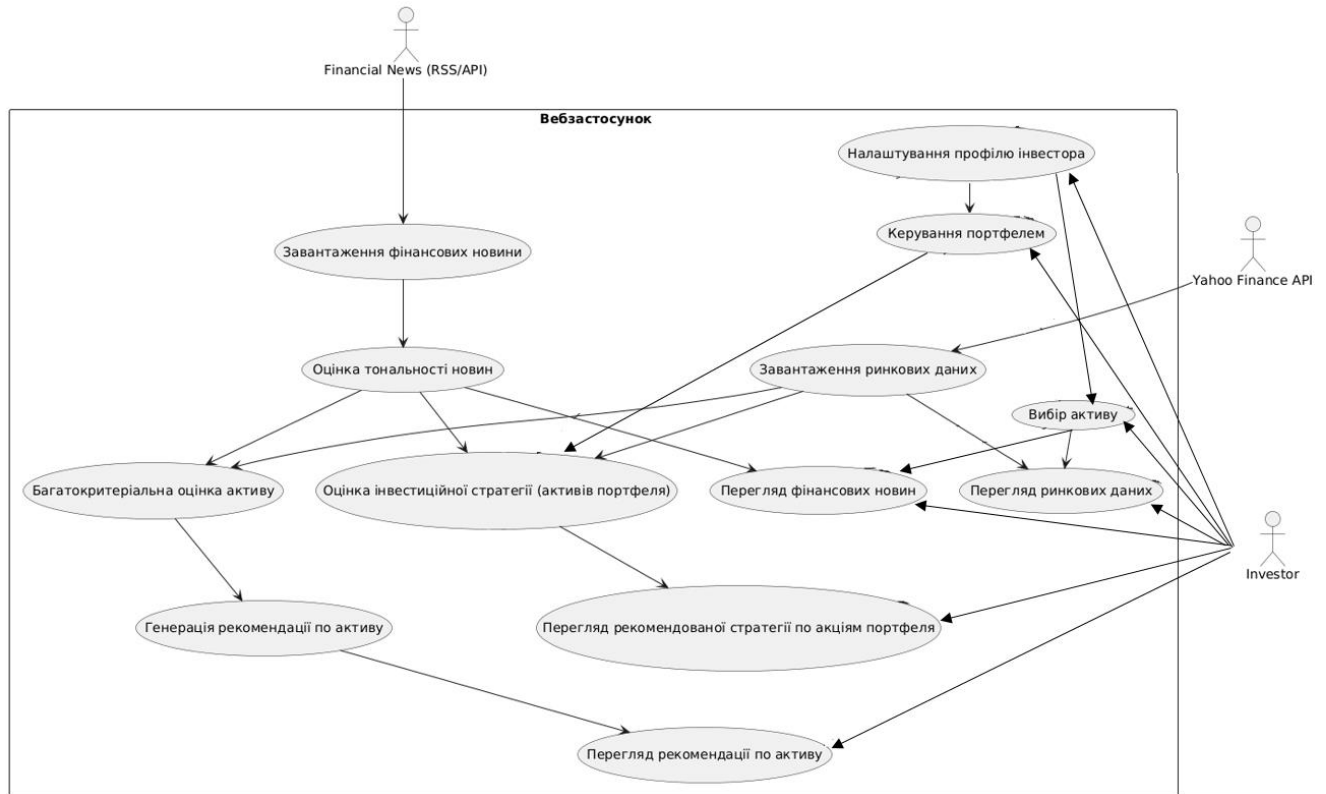 Financial News (RSS/API)
Вебзастосунок
Налаштування профілю інвестора
Керування портфелем
Завантаження фінансових новини
Yahoo Finance API
Оцінка тональності новин
Завантаження ринкових даних
Вибір активу
Багатокритеріальна оцінка активу
Оцінка інвестиційної стратегії (активів портфеля)
Перегляд фінансових новин
Перегляд ринкових даних
Investor
Генерація рекомендації по активу
Перегляд рекомендованої стратегії по акціям портфеля
Перегляд рекомендації по активу